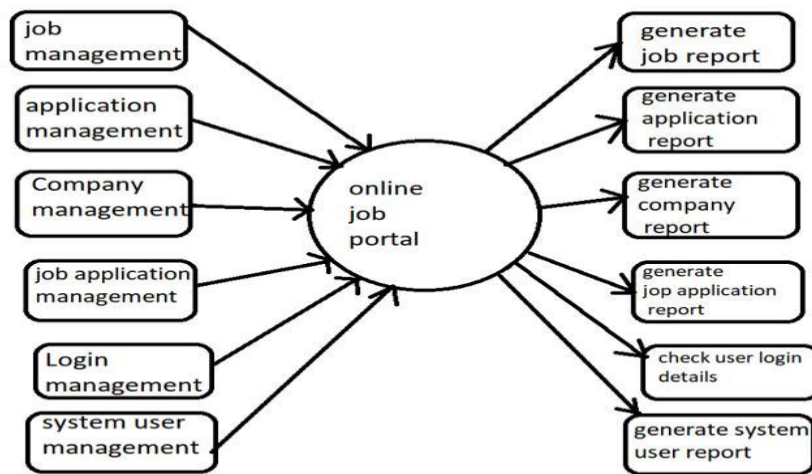 job
management
application
management
Company
management
job application
management
Login
management
system user
management
online
job
portal
generate
job report
generate
application
report
generate
company
report
generate
jop application
report
check user login
details
generate system
user report